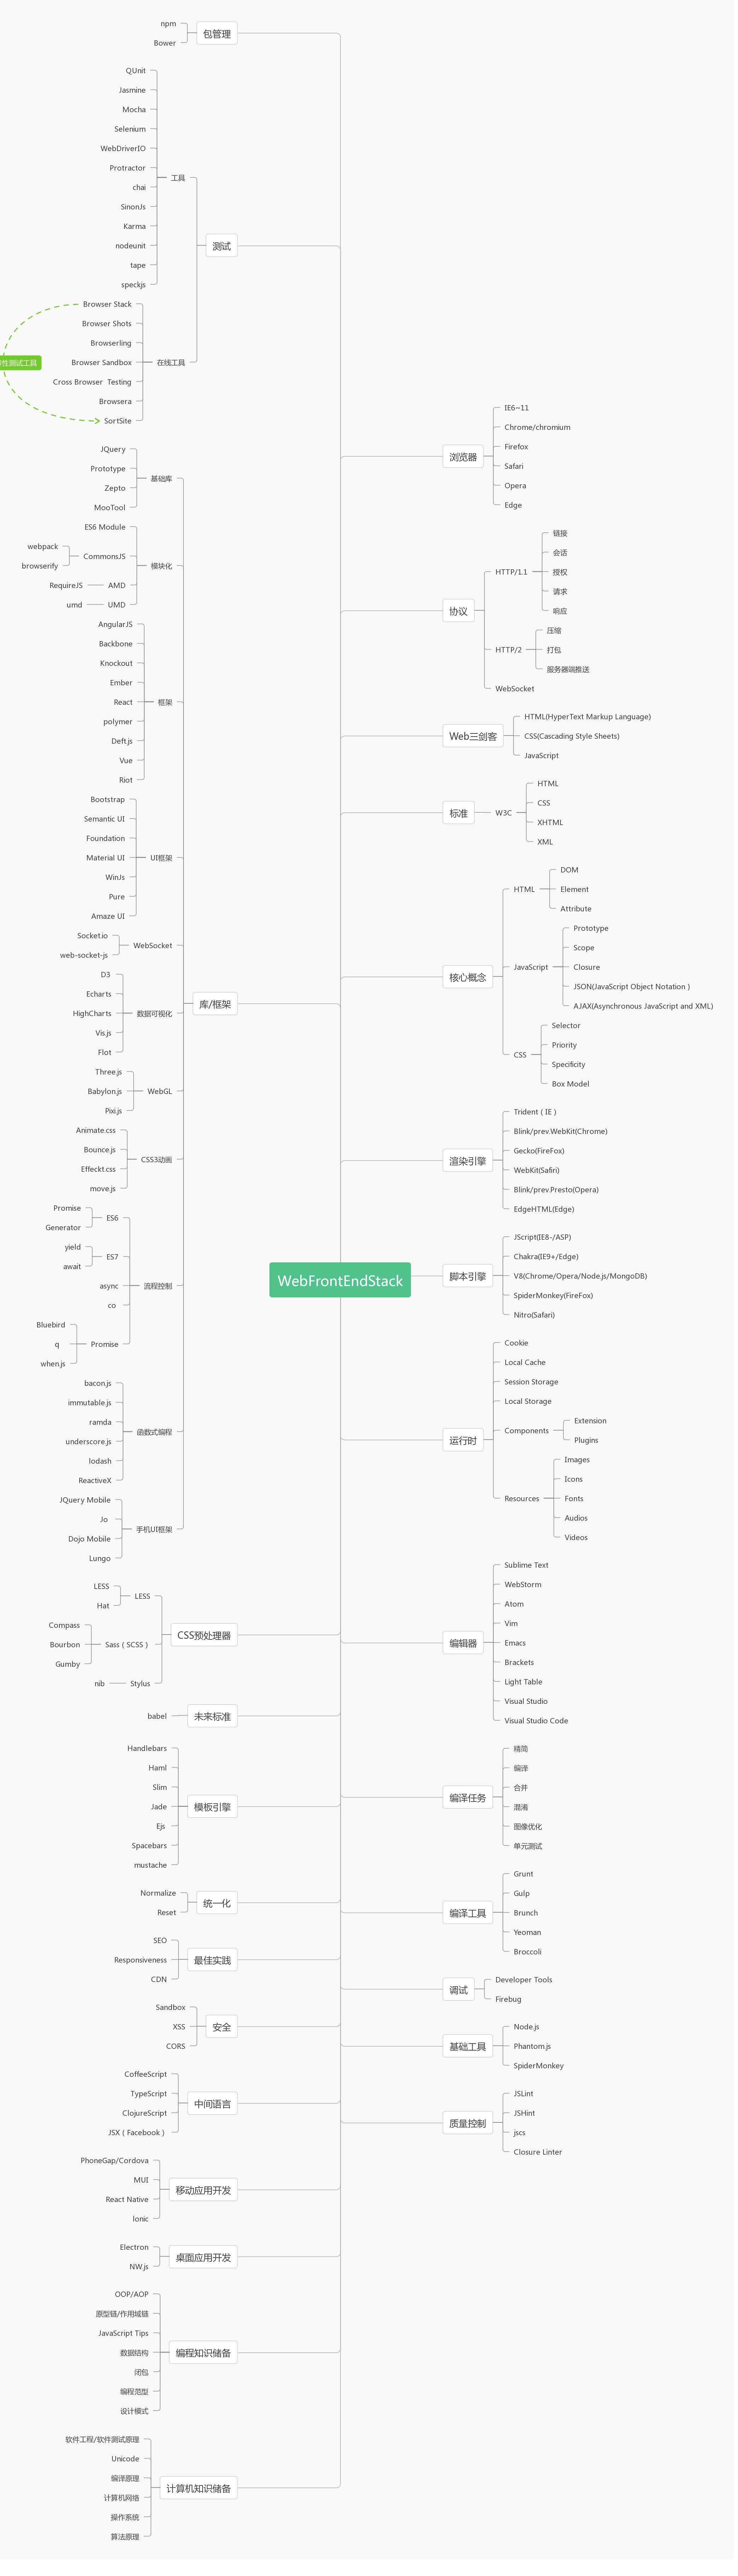 npm
包管理
Bower
QUnit
Jasmine
Mocha
Selenium
WebDriverIO
Protractor
工具
chai
SinonJs
Karma
测试
nodeunit
tape
speckjs
Browser Stack
Browser Shots
Browserling
性测试工具
Browser Sandbox
在线工具
Cross Browser Testing
Browsera
SortSite
JQuery
Prototype
基础库
Zepto
MooTool
ES6 Module
webpack
CommonsJS
browserify
模块化
RequireJS
AMD
umd
UMD
AngularJS
Backbone
Knockout
Ember
React
框架
polymer
Deft.js
Vue
Riot
Bootstrap
Semantic UI
Foundation
Material UI
UI框架
WinJs
Pure
Amaze UI
Socket.io
WebSocket
web-socket-js
D3
Echarts
HighCharts
数据可视化
库/框架
Vis.js
Flot
Three.js
Babylon.js
WebGL
Pixi.js
Animate.css
Bounce.js
CSS3动画
Effeckt.css
move.js
Promise
ES6
Generator
yield
ES7
await
async
流程控制
co
Bluebird
q
Promise
when.js
bacon.js
immutable.js
ramda
函数式编程
underscore.js
lodash
ReactiveX
JQuery Mobile
Jo
手机UI框架
Dojo Mobile
Lungo
LESS
LESS
Hat
Compass
CSS预处理器
Bourbon
Sass ( SCSS )
Gumby
nib
Stylus
babel
未来标准
Handlebars
Haml
Slim
Jade
模板引擎
Ejs
Spacebars
mustache
Normalize
统一化
Reset
SEO
Responsiveness
最佳实践
CDN
Sandbox
XSS
安全
CORS
CoffeeScript
TypeScript
中间语言
ClojureScript
JSX ( Facebook )
PhoneGap/Cordova
MUI
移动应用开发
React Native
Ionic
Electron
桌面应用开发
NW.js
OOP/AOP
原型链/作用域链
JavaScript Tips
数据结构
编程知识储备
闭包
编程范型
设计模式
软件工程/软件测试原理
Unicode
编译原理
计算机知识储备
计算机网络
操作系统
算法原理
WebFrontEndStack
浏览器
IE6~11
Chrome/chromium
Firefox
Safari
Opera
Edge
协议
HTTP/1.1
链接
会话
授权
请求
响应
HTTP/2
压缩
打包
服务器端推送
WebSocket
Web三剑客
HTML(HyperText Markup Language)
CSS(Cascading Style Sheets)
JavaScript
标准
W3C
HTML
CSS
XHTML
XML
核心概念
HTML
DOM
Element
Attribute
JavaScript
Prototype
Scope
Closure
JSON(JavaScript Object Notation )
AJAX(Asynchronous JavaScript and XML)
CSS
Selector
Priority
Specificity
Box Model
渲染引擎
Trident ( IE )
Blink/prev.WebKit(Chrome)
Gecko(FireFox)
WebKit(Safiri)
Blink/prev.Presto(Opera)
EdgeHTML(Edge)
脚本引擎
JScript(IE8-/ASP)
Chakra(IE9+/Edge)
V8(Chrome/Opera/Node.js/MongoDB)
SpiderMonkey(FireFox)
Nitro(Safari)
运行时
Cookie
Local Cache
Session Storage
Local Storage
Components
Extension
Plugins
Resources
Images
Icons
Fonts
Audios
Videos
编辑器
Sublime Text
WebStorm
Atom
Vim
Emacs
Brackets
Light Table
Visual Studio
Visual Studio Code
编译任务
精简
编译
合并
混淆
图像优化
单元测试
编译工具
Grunt
Gulp
Brunch
Yeoman
Broccoli
调试
Developer Tools
Firebug
基础工具
Node.js
Phantom.js
SpiderMonkey
质量控制
JSLint
JSHint
jscs
Closure Linter